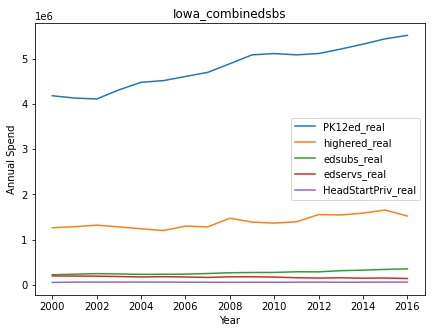 Iowa_combinedsbs
1e6
5
4
3
2
1
0
Annual Spend
PK12ed_real
highered_real
edsubs_real
edservs_real
HeadStartPriv_real
2000 2002 2004 2006 2008 2010 2012 2014 2016
Year